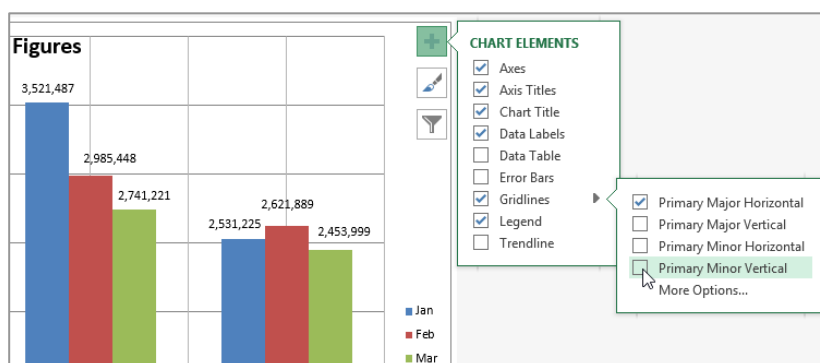 Figures
3,521,487
2,985,448
2,741,221
2,531,225
2,621,889
2,453,999
Jan
Feb
Mar
CHART ELEMENTS
Axes
Axis Titles
Chart Title
Data Labels
Data Table
Error Bars
Gridlines
Legend
Trendline
Primary Major Horizontal
Primary Major Vertical
Primary Minor Horizontal
Primary Minor Vertical
More Options...